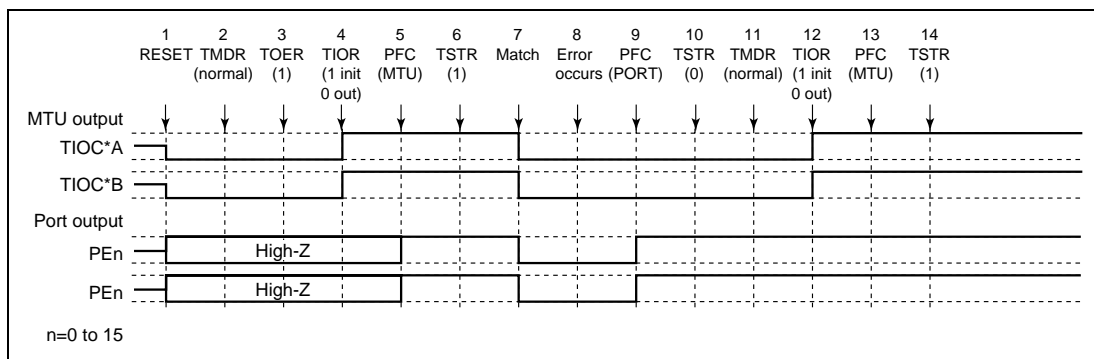 1 2 3 4 5 6 7 8 9 10 11 12 13 14
RESET TMDR TOER TIOR PFC TSTR Match Error PFC TSTR TMDR TIOR PFC TSTR
(normal) (1) (1 init (MTU) (1) occurs (PORT) (0) (normal) (1 init (MTU) (1)
0 out) 0 out)
MTU output
TIOC*A
TIOC*B
Port output
PEn High-Z
PEn High-Z
n=0 to 15